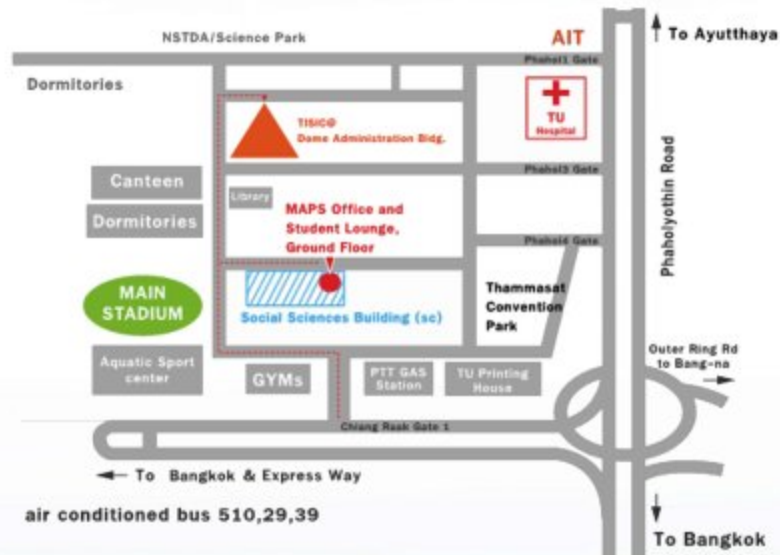 NSTDA/Science Park
AIT
To Ayutthaya
Phahol1 Gate
Dormitories
TU
Hospital
TISIC@
Dome Administration Bldg.
Phahol3 Gate
Canteen
Library
Dormitories
MAPS Office and
Student Lounge,
Ground Floor
Phahol4 Gate
Phaholyothin Road
MAIN
STADIUM
Thammasat
Convention
Park
Social Sciences Building (sc)
Outer Ring Rd
to Bang-na
Aquatic Sport
center
GYMs
PTT GAS
Station
TU Printing
House
Chiang Raak Gate 1
To Bangkok & Express Way
air conditioned bus 510,29,39
To Bangkok